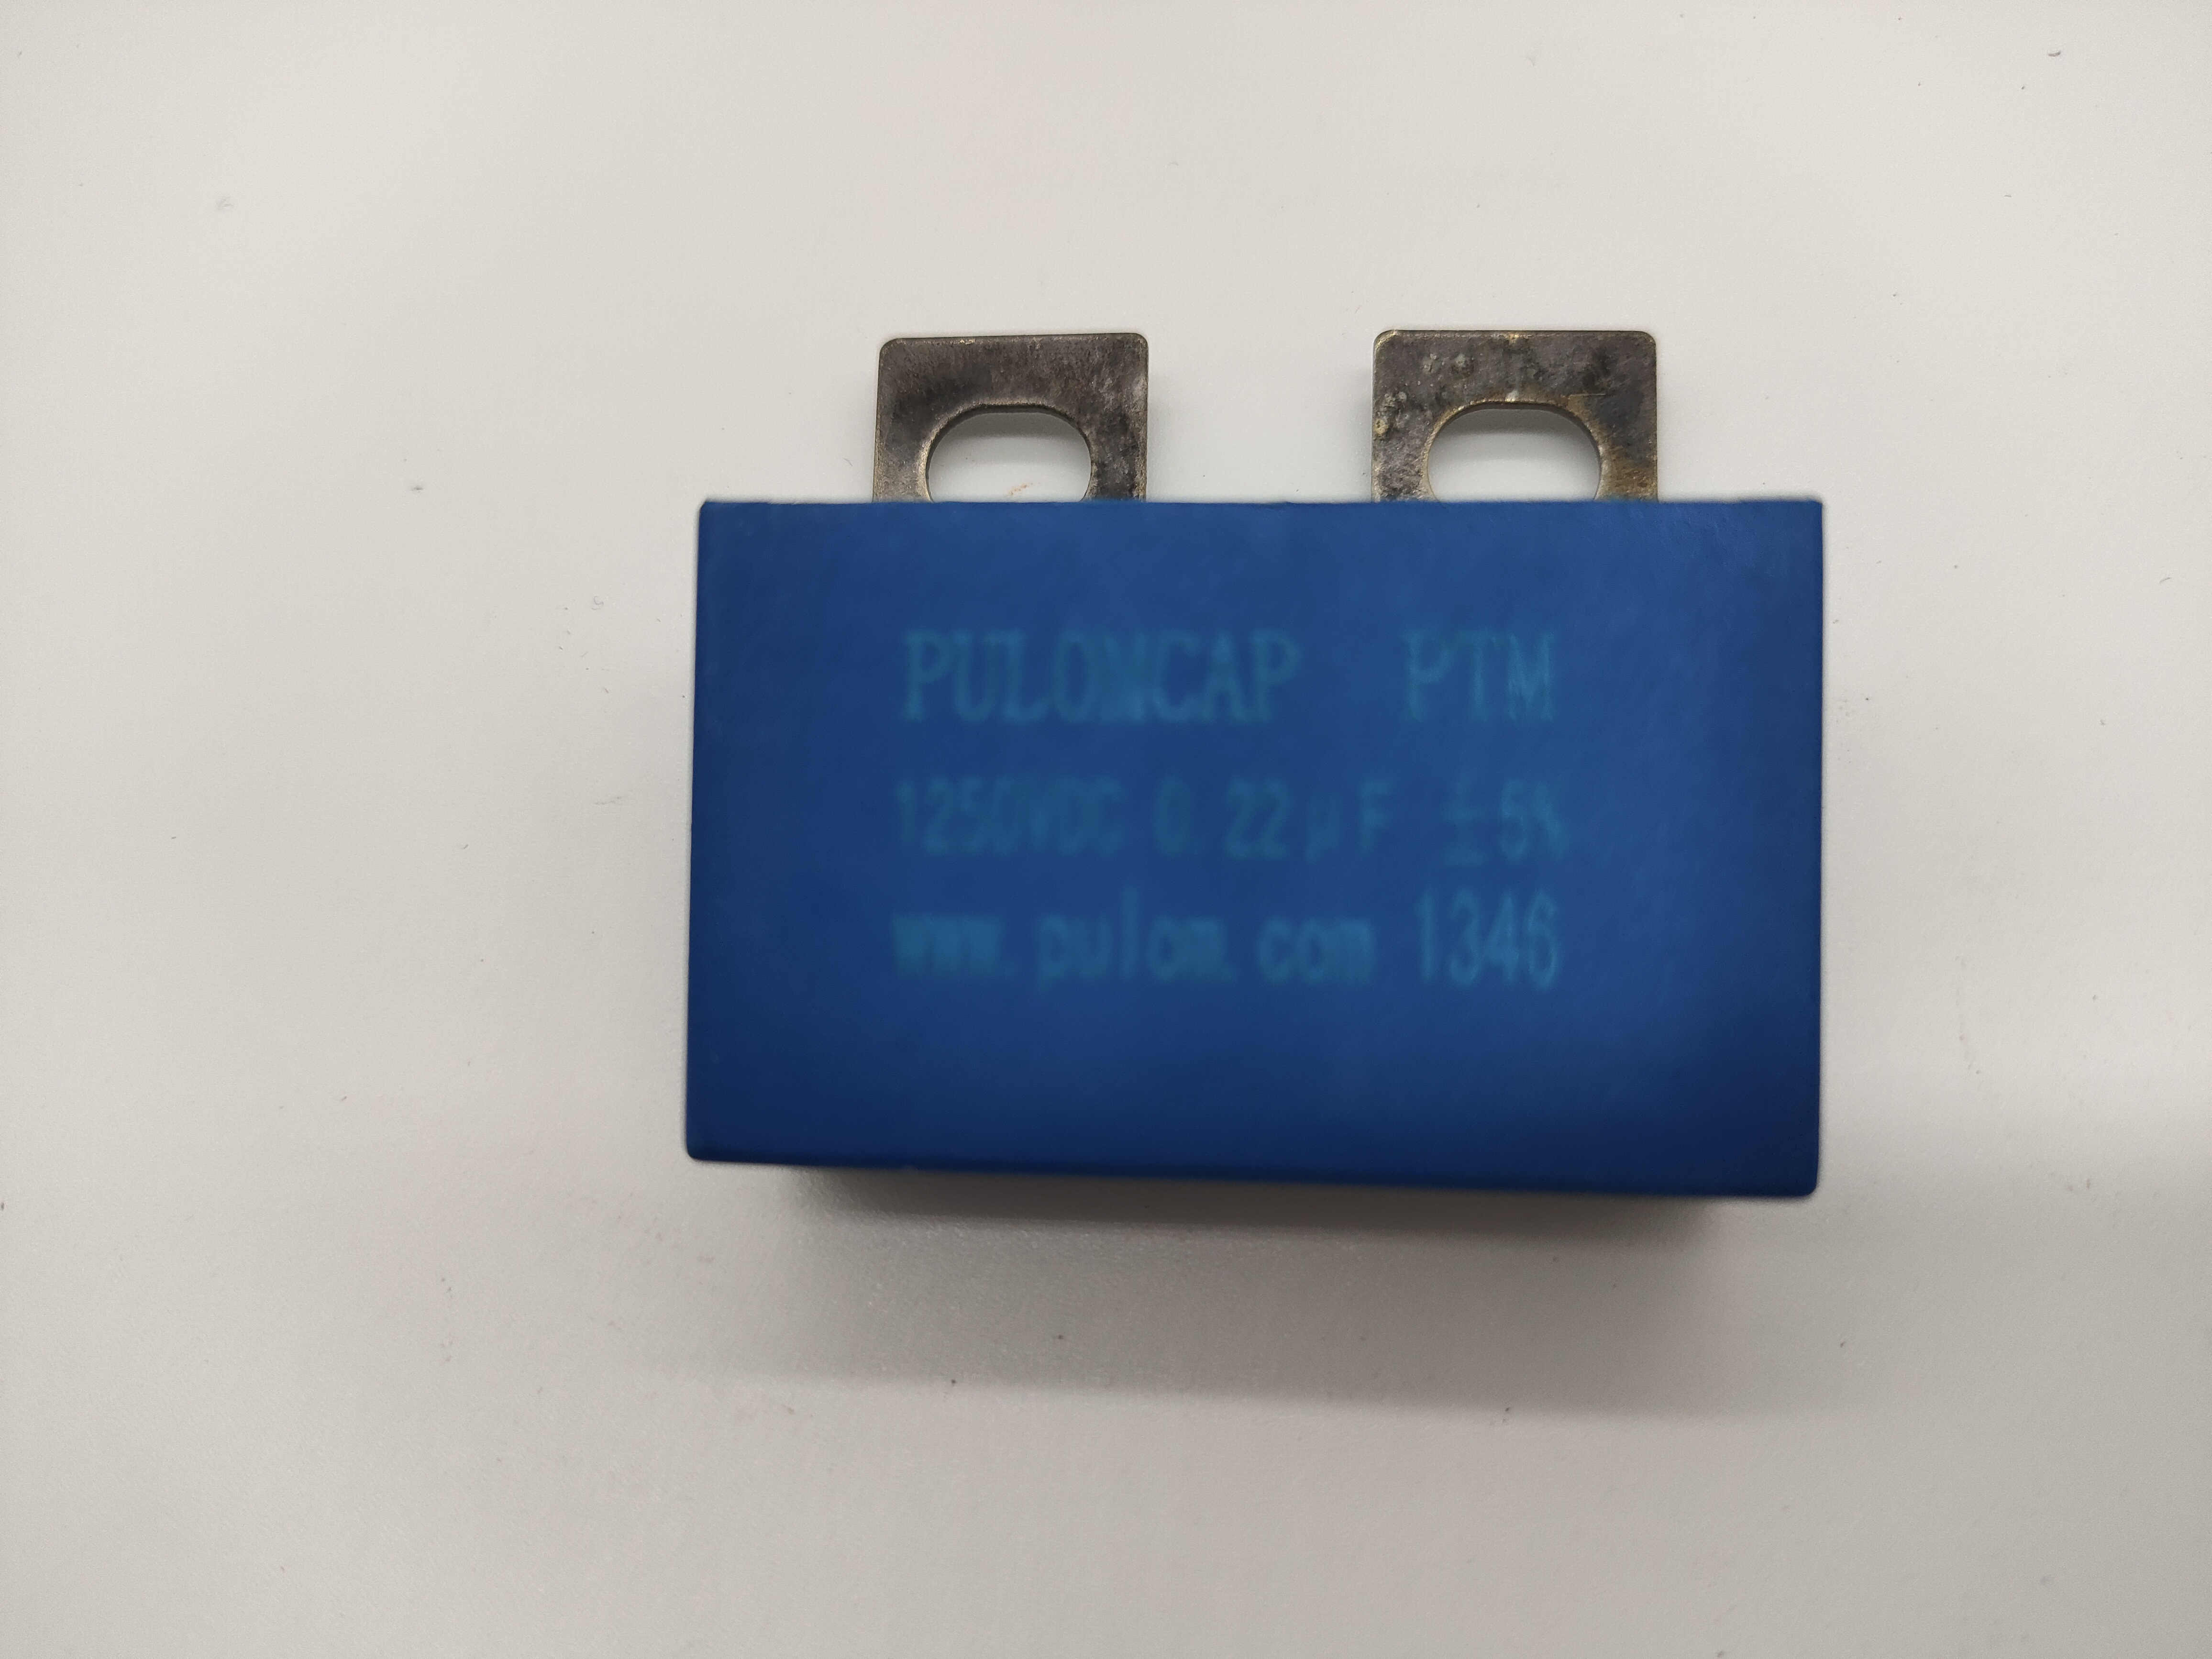 PULOMCAP PTM
1250VDC 0.22μF ±5%
www.pulom.com 1346